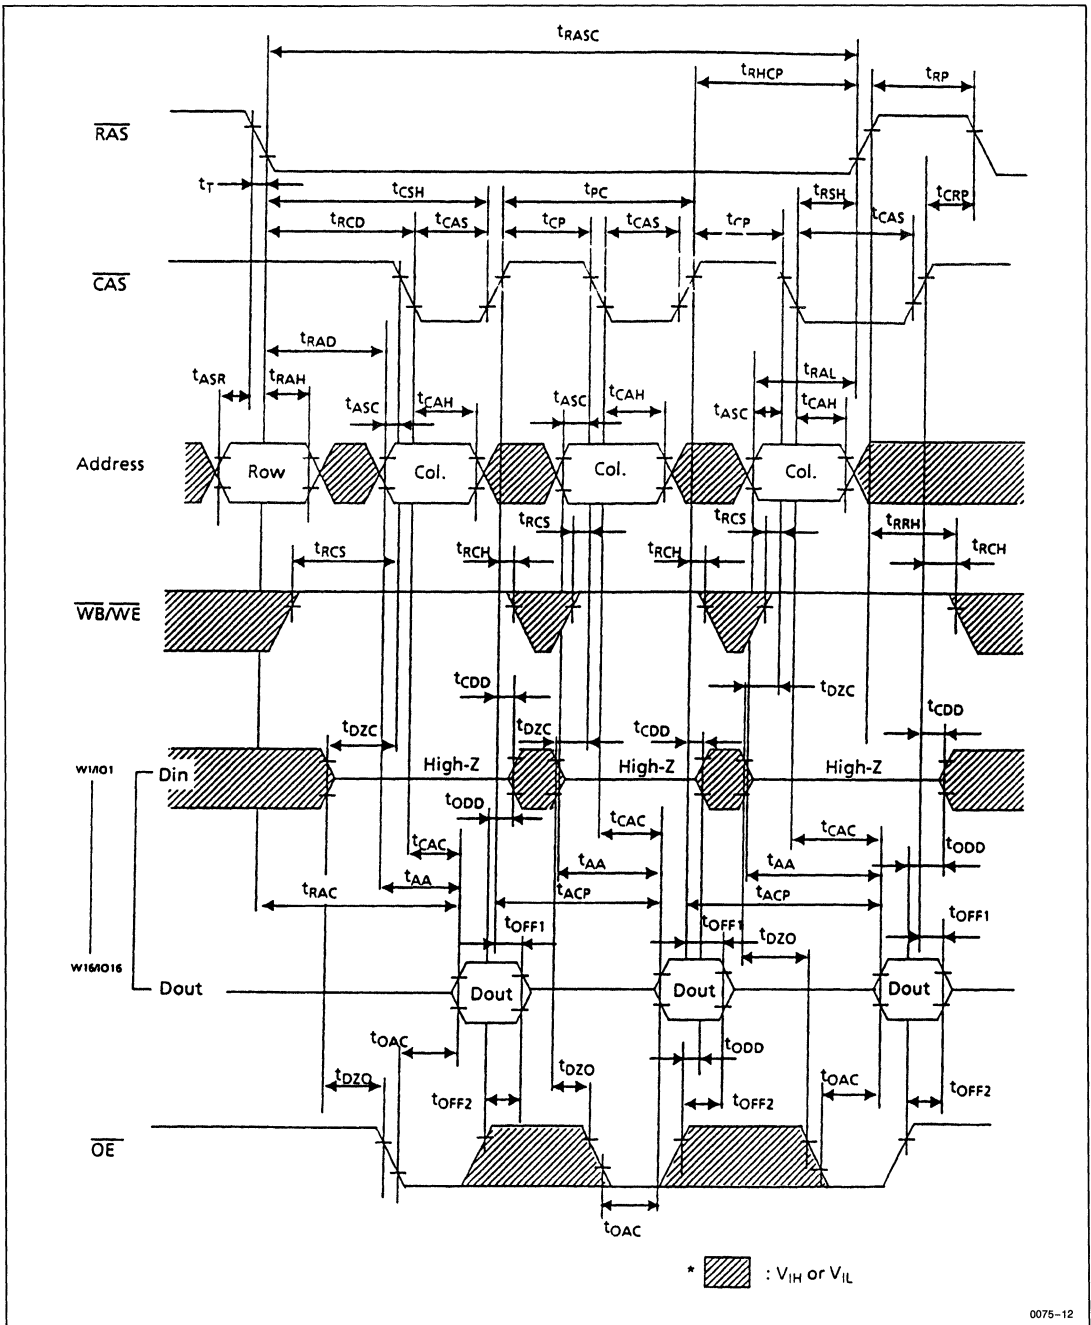 tRASC
tRHCP
tRP
RAS
tT
tCSH
tPC
tRSH
tCRP
tRCD
tCAS
tCP
tCAS
tCP
tCAS
CAS
tRAD
tRAL
tASR
tRAH
tASC
tCAH
tASC
tCAH
tASC
tCAH
Address
Row
Col.
Col.
Col.
tRCS
tRCS
tRRH
tRCS
tRCH
tRCH
tRCH
WB/WE
tCDD
tDZC
tDZC
tDZC
tCDD
tCDD
W1/IO1
Din
High-Z
High-Z
High-Z
tODD
tCAC
tCAC
tCAC
tODD
tAA
tAA
tAA
tRAC
tACP
tACP
tOFF1
tOFF1
tOFF1
tDZO
W16/IO16
Dout
Dout
Dout
Dout
tOAC
tODD
tDZO
tDZO
tOAC
tOFF2
tOFF2
tOFF2
OE
tOAC
* : VIH or VIL
0075-12